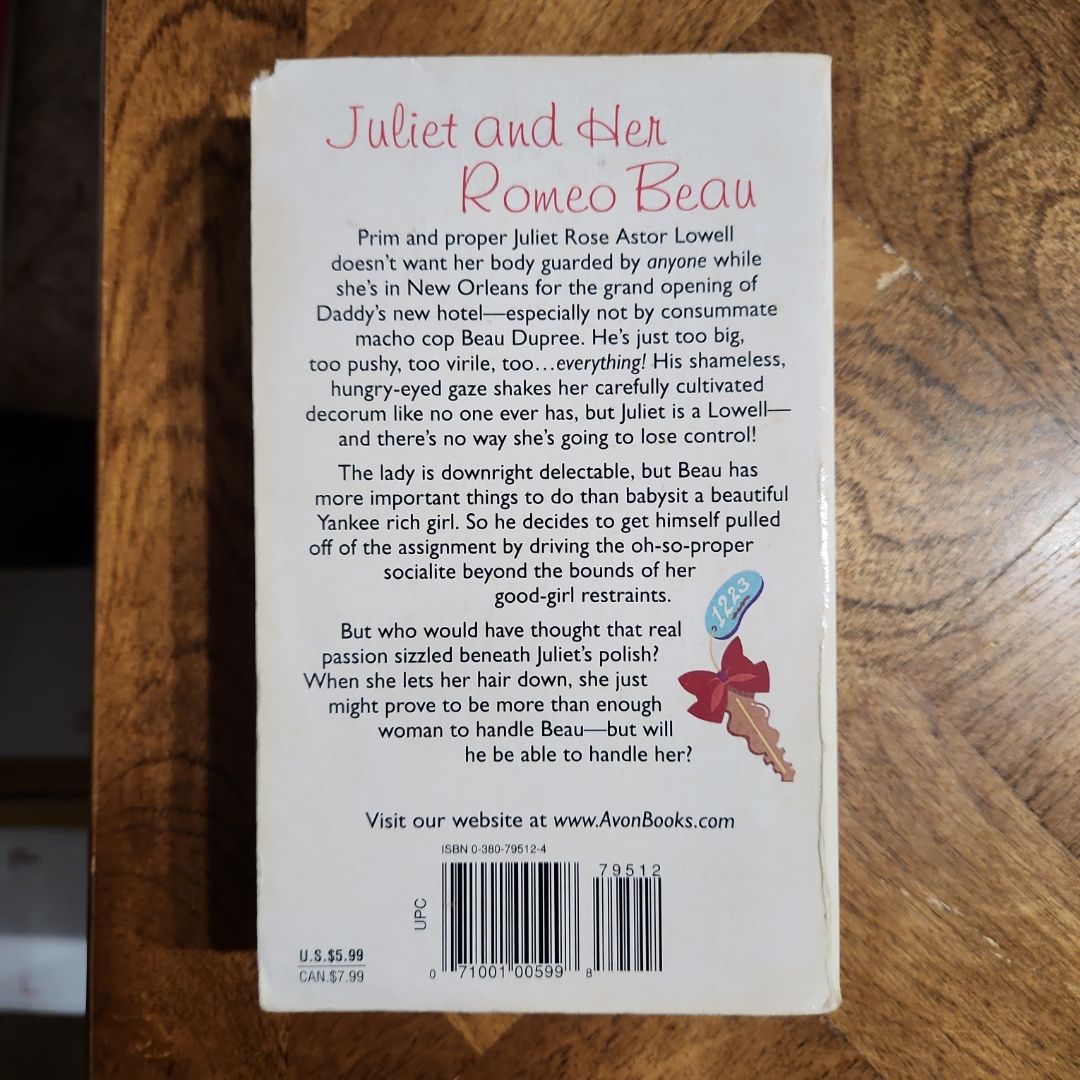 Juliet and Her
Romeo Beau
Prim and proper Juliet Rose Astor Lowell
doesn't want her body guarded by anyone while
she's in New Orleans for the grand opening of
Daddy's new hotel—especially not by consummate
macho cop Beau Dupree. He's just too big,
too pushy, too virile, too...everything! His shameless,
hungry-eyed gaze shakes her carefully cultivated
decorum like no one ever has, but Juliet is a Lowell—
and there's no way she's going to lose control!
The lady is downright delectable, but Beau has
more important things to do than babysit a beautiful
Yankee rich girl. So he decides to get himself pulled
off of the assignment by driving the oh-so-proper
socialite beyond the bounds of her
good-girl restraints.
1223
But who would have thought that real
passion sizzled beneath Juliet's polish?
When she lets her hair down, she just
might prove to be more than enough
woman to handle Beau—but will
he be able to handle her?
Visit our website at www.AvonBooks.com
ISBN 0-380-79512-4
79512
UPC
U.S.$5.99
CAN.$7.99
0 71001 00599 8